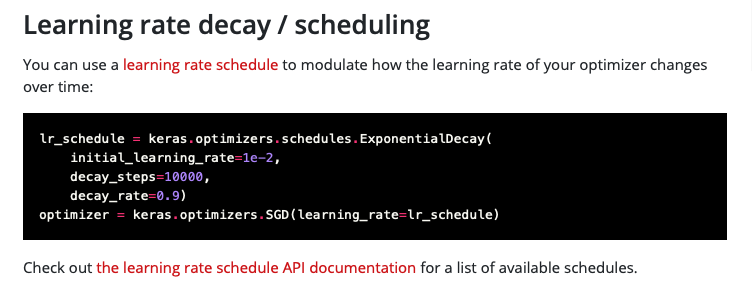 Learning rate decay / scheduling
You can use a learning rate schedule to modulate how the learning rate of your optimizer changes
over time:
lr_schedule = keras.optimizers.schedules.ExponentialDecay(
    initial_learning_rate=1e-2,
    decay_steps=10000,
    decay_rate=0.9)
optimizer = keras.optimizers.SGD(learning_rate=lr_schedule)
Check out the learning rate schedule API documentation for a list of available schedules.